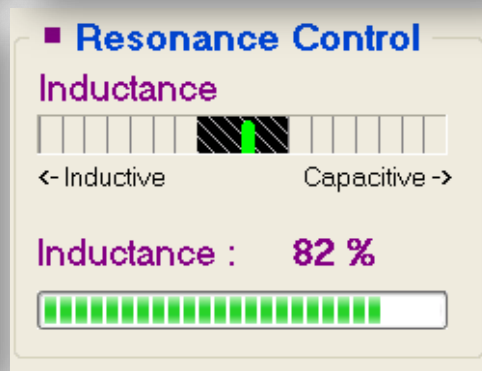 Resonance Control
Inductance
<- Inductive Capacitive ->
Inductance : 82 %